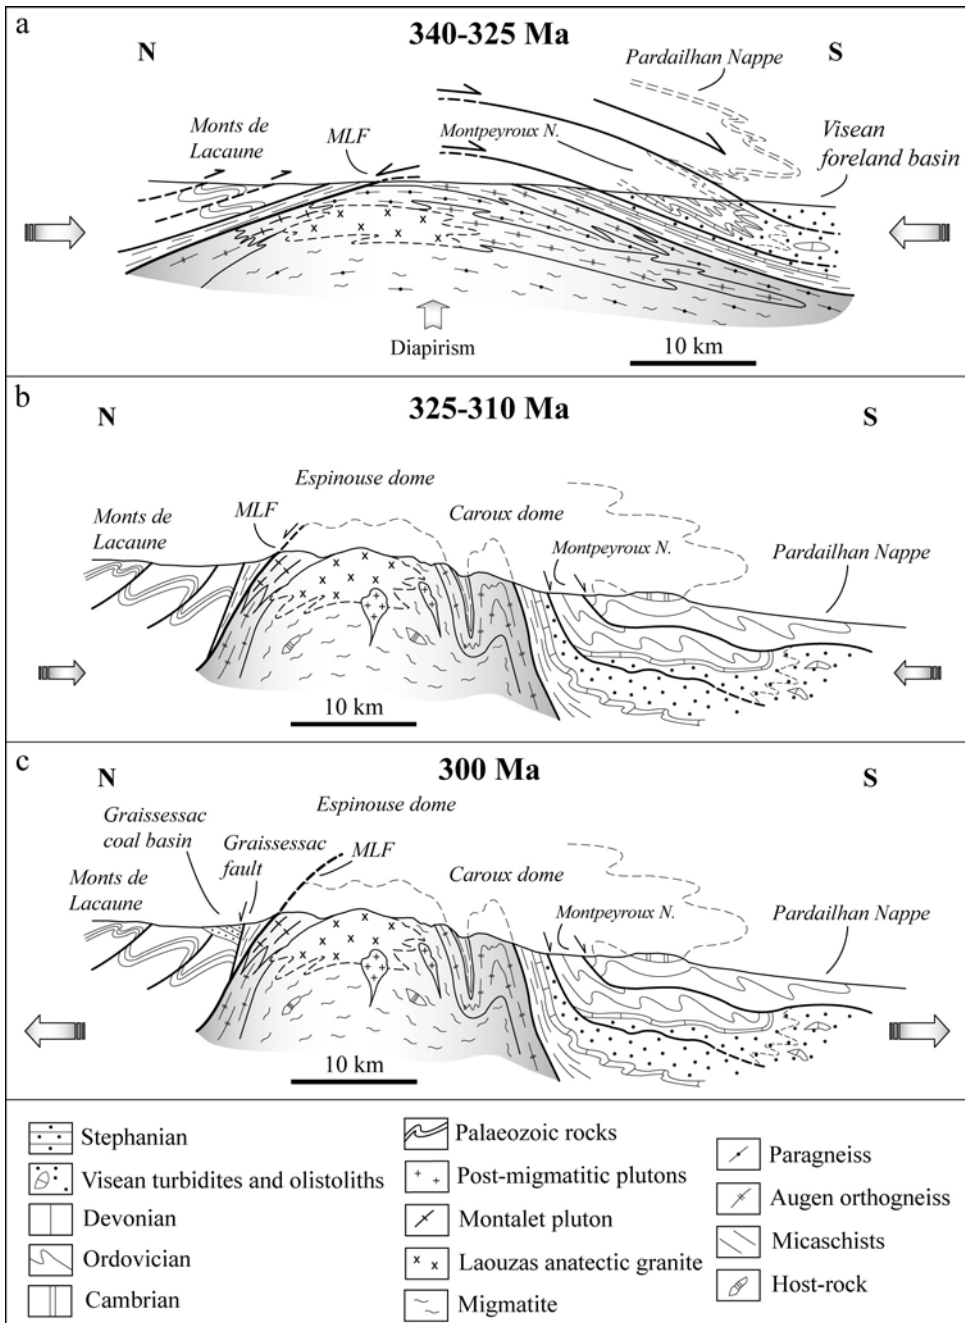 a
340-325 Ma
N
S
Pardailhan Nappe
Monts de
Lacaune
MLF
Montpeyroux N.
Visean
foreland basin
Diapirism
10 km
b
325-310 Ma
N
S
Espinouse dome
Monts de
Lacaune
MLF
Caroux dome
Montpeyroux N.
Pardailhan Nappe
10 km
c
300 Ma
N
S
Espinouse dome
Graissessac
coal basin
Graissessac
fault
MLF
Monts de
Lacaune
Caroux dome
Montpeyroux N.
Pardailhan Nappe
10 km
Stephanian
Visean turbidites and olistoliths
Devonian
Ordovician
Cambrian
Palaeozoic rocks
Post-migmatitic plutons
Montalet pluton
Laouzas anatectic granite
Migmatite
Paragneiss
Augen orthogneiss
Micaschists
Host-rock